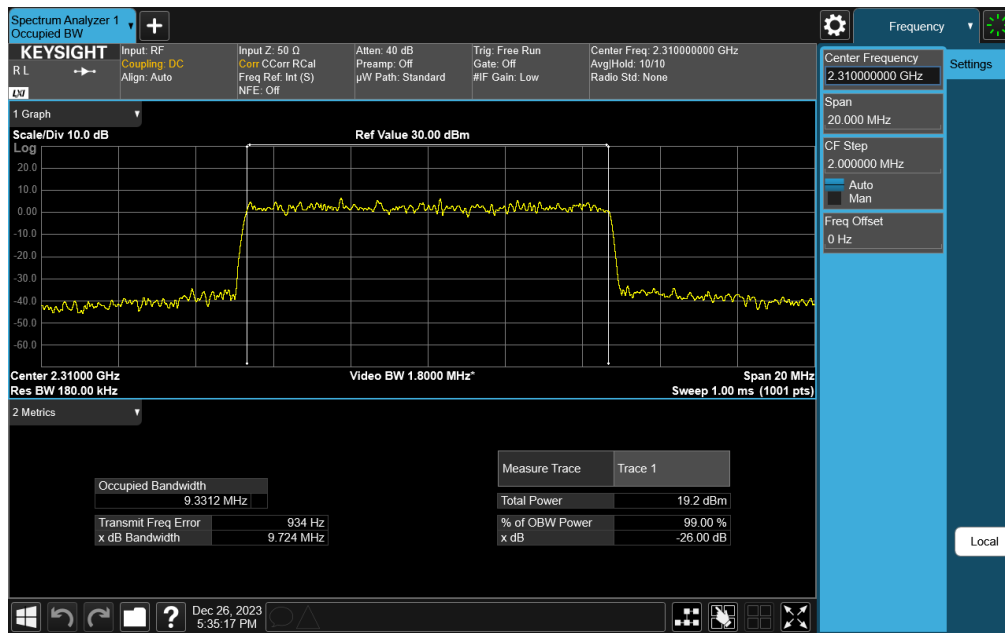 Spectrum Analyzer 1
Occupied BW
Frequency
KEYSIGHT
R L
LXI
Input: RF
Coupling: DC
Align: Auto
Input Z: 50 Ω
Corr CCorr RCal
Freq Ref: Int (S)
NFE: Off
Atten: 40 dB
Preamp: Off
µW Path: Standard
Trig: Free Run
Gate: Off
#IF Gain: Low
Center Freq: 2.310000000 GHz
Avg|Hold: 10/10
Radio Std: None
Center Frequency
2.310000000 GHz
Settings
Span
20.000 MHz
CF Step
2.000000 MHz
Auto
Man
Freq Offset
0 Hz
1 Graph
Scale/Div 10.0 dB
Ref Value 30.00 dBm
Log
20.0
10.0
0.00
-10.0
-20.0
-30.0
-40.0
-50.0
-60.0
Center 2.31000 GHz
Video BW 1.8000 MHz*
Span 20 MHz
Res BW 180.00 kHz
Sweep 1.00 ms (1001 pts)
2 Metrics
Measure Trace Trace 1
Occupied Bandwidth
9.3312 MHz
Total Power 19.2 dBm
Transmit Freq Error 934 Hz
% of OBW Power 99.00 %
x dB Bandwidth 9.724 MHz
x dB -26.00 dB
Local
?
Dec 26, 2023
5:35:17 PM